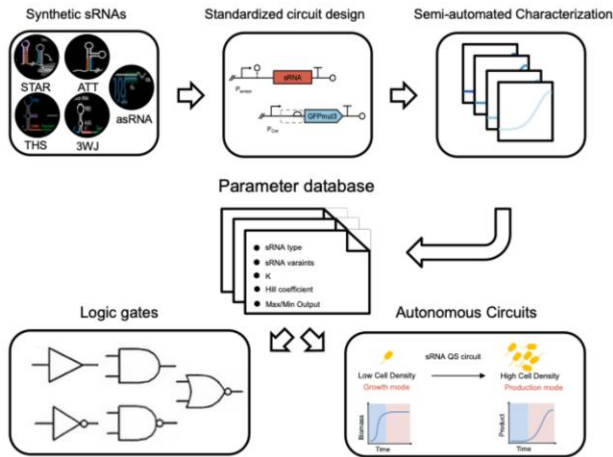 Synthetic sRNAs
Standardized circuit design
Semi-automated Characterization
STAR
ATT
asRNA
THS
3WJ
sRNA
GFPmut3
Parameter database
sRNA type
sRNA varaints
K
Hill coefficient
Max/Min Output
Logic gates
Autonomous Circuits
sRNA QS circuit
Low Cell Density
High Cell Density
Growth mode
Production mode
Biomass
Time
Product
Time